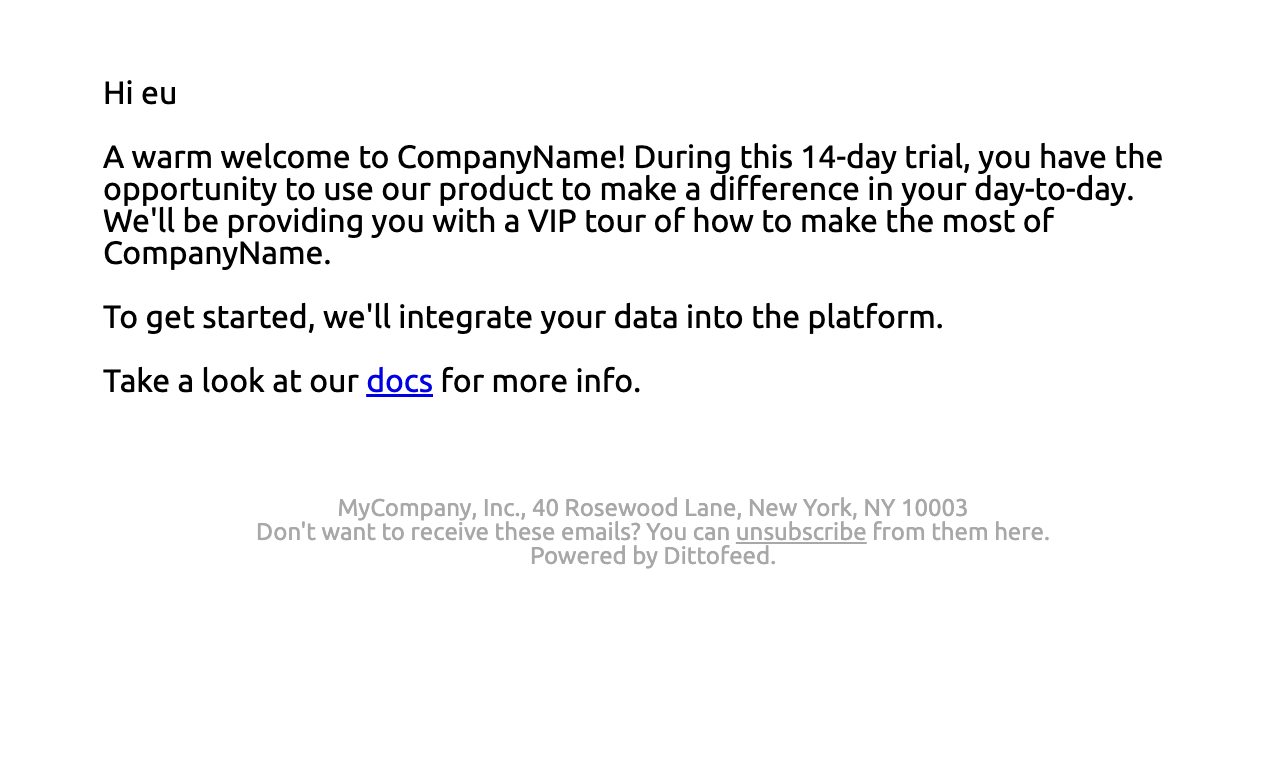 Hi eu
A warm welcome to CompanyName! During this 14-day trial, you have the
opportunity to use our product to make a difference in your day-to-day.
We'll be providing you with a VIP tour of how to make the most of
CompanyName.
To get started, we'll integrate your data into the platform.
Take a look at our docs for more info.
MyCompany, Inc., 40 Rosewood Lane, New York, NY 10003
Don't want to receive these emails? You can unsubscribe from them here.
Powered by Dittofeed.